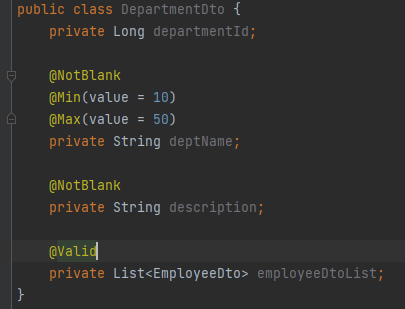 public class DepartmentDto {
private Long departmentId;
@NotBlank
@Min(value = 10)
@Max(value = 50)
private String deptName;
@NotBlank
private String description;
@Valid
private List<EmployeeDto> employeeDtoList;
}